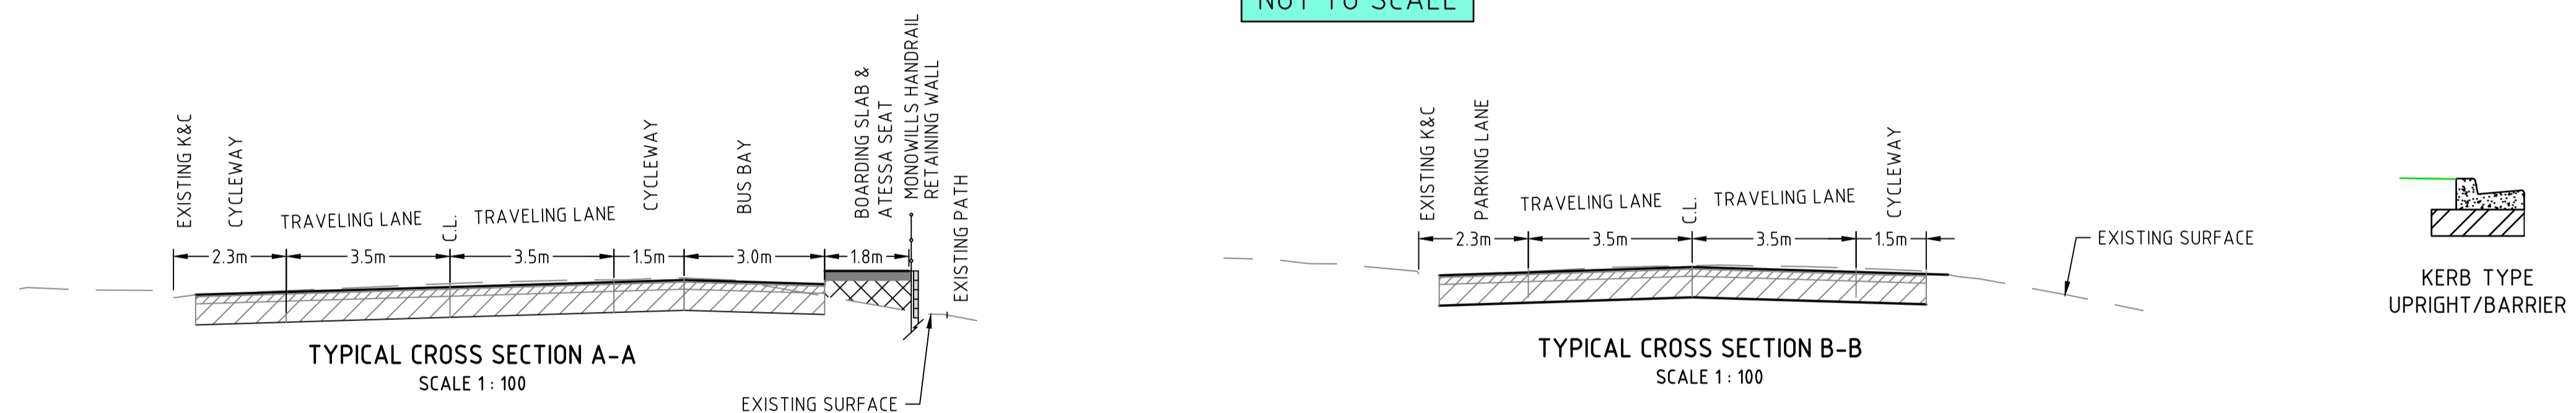 NOT TO SCALE
EXISTING K&C
CYCLEWAY
TRAVELING LANE
C.L.
TRAVELING LANE
CYCLEWAY
BUS BAY
BOARDING SLAB &
ATESSA SEAT
MONOWILLS HANDRAIL
RETAINING WALL
EXISTING PATH
2.3m
3.5m
3.5m
1.5m
3.0m
1.8m
TYPICAL CROSS SECTION A-A
SCALE 1 : 100
EXISTING SURFACE
EXISTING K&C
PARKING LANE
TRAVELING LANE
C.L.
TRAVELING LANE
CYCLEWAY
2.3m
3.5m
3.5m
1.5m
EXISTING SURFACE
TYPICAL CROSS SECTION B-B
SCALE 1 : 100
KERB TYPE
UPRIGHT/BARRIER